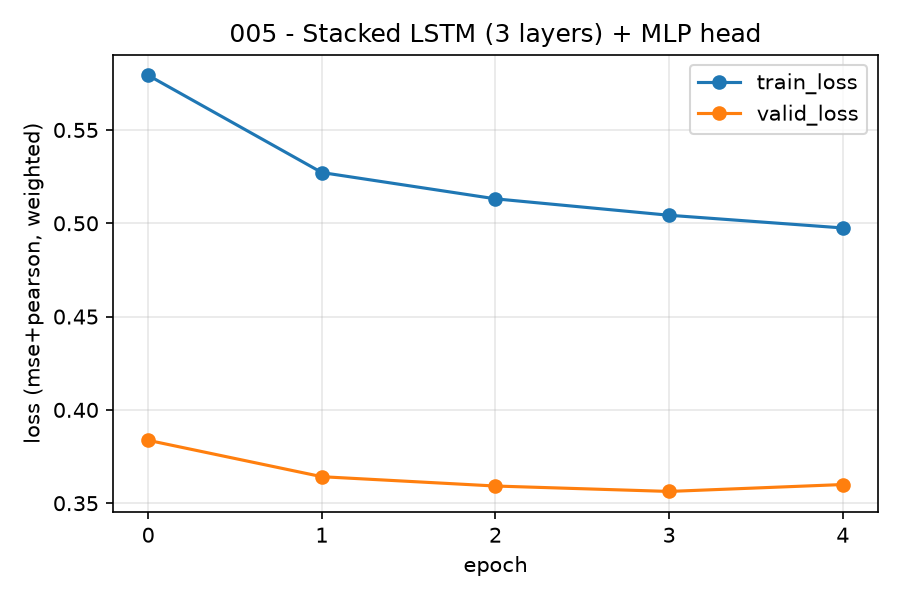 005 - Stacked LSTM (3 layers) + MLP head
train_loss
valid_loss
loss (mse+pearson, weighted)
0.55
0.50
0.45
0.40
0.35
0 1 2 3 4
epoch